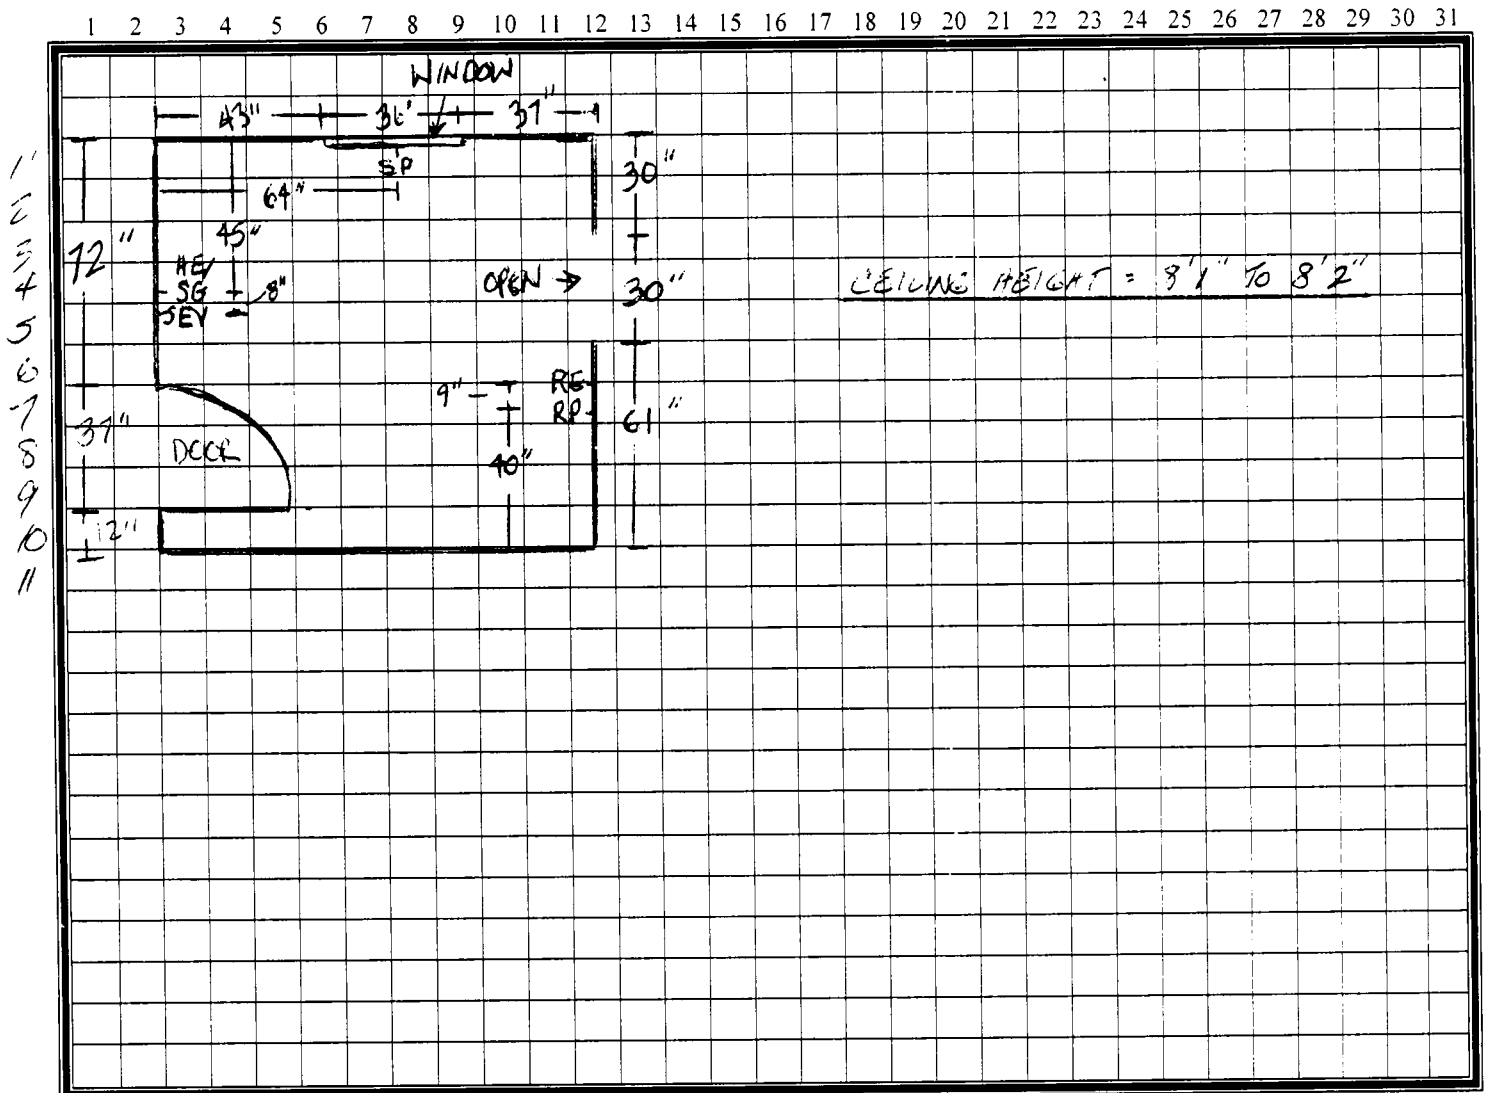 1 2 3 4 5 6 7 8 9 10 11 12 13 14 15 16 17 18 19 20 21 22 23 24 25 26 27 28 29 30 31
WINDOW
43" 36" 37"
1'
SP
30"
64"
2
72"
45"
3
HE/
OPEN → 30"
CEILING HEIGHT = 8'1" TO 8'2"
4
SG
8"
SEV
5
6
9"
RE
7
RP
61"
37"
DOOR
8
40"
9
12"
10
11